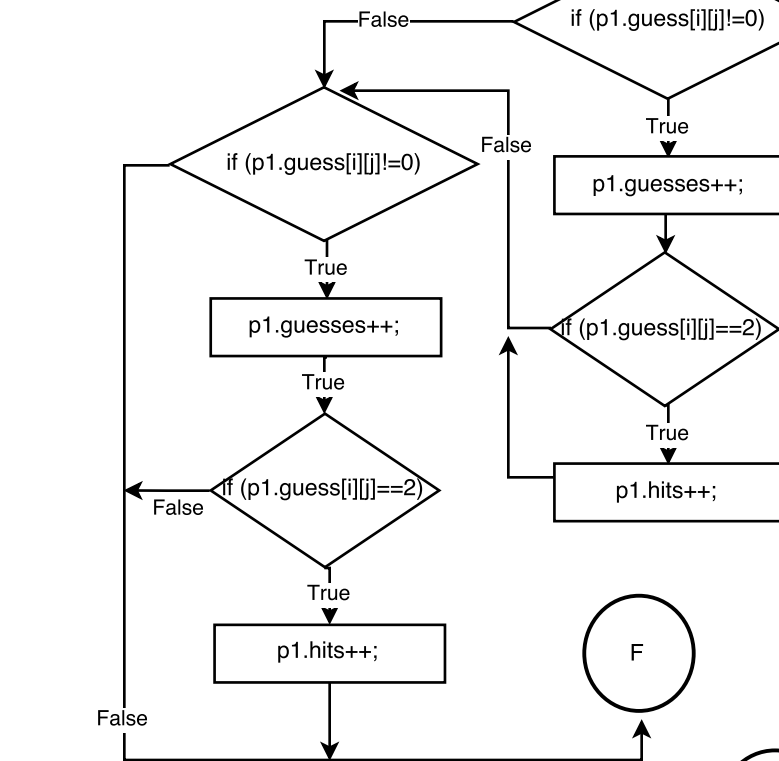 False
if (p1.guess[i][j]!=0)
True
False
if (p1.guess[i][j]!=0)
p1.guesses++;
True
p1.guesses++;
if (p1.guess[i][j]==2)
True
True
p1.hits++;
if (p1.guess[i][j]==2)
False
True
p1.hits++;
F
False